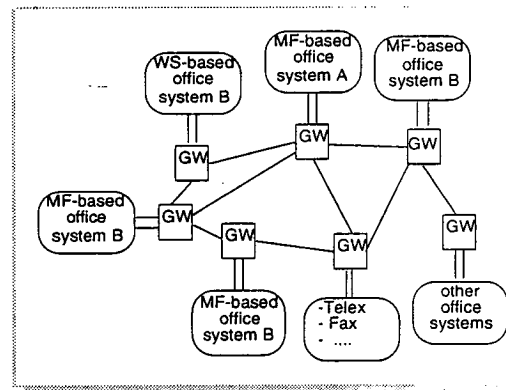 WS-based
office
system B
MF-based
office
system A
MF-based
office
system B
GW
GW
GW
MF-based
office
system B
GW
GW
GW
GW
MF-based
office
system B
-Telex
- Fax
- ....
other
office
systems